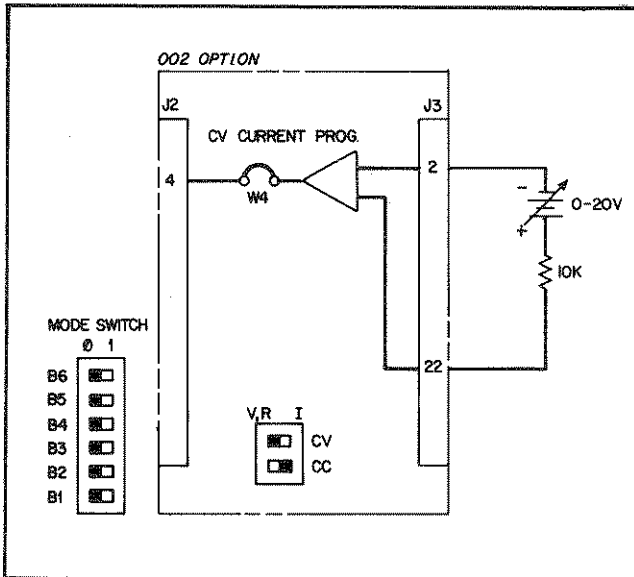 002 OPTION
J2
J3
CV CURRENT PROG.
4
W4
2
-
+
0-20V
10K
22
MODE SWITCH
0 1
B6
B5
B4
B3
B2
B1
V,R I
CV
CC